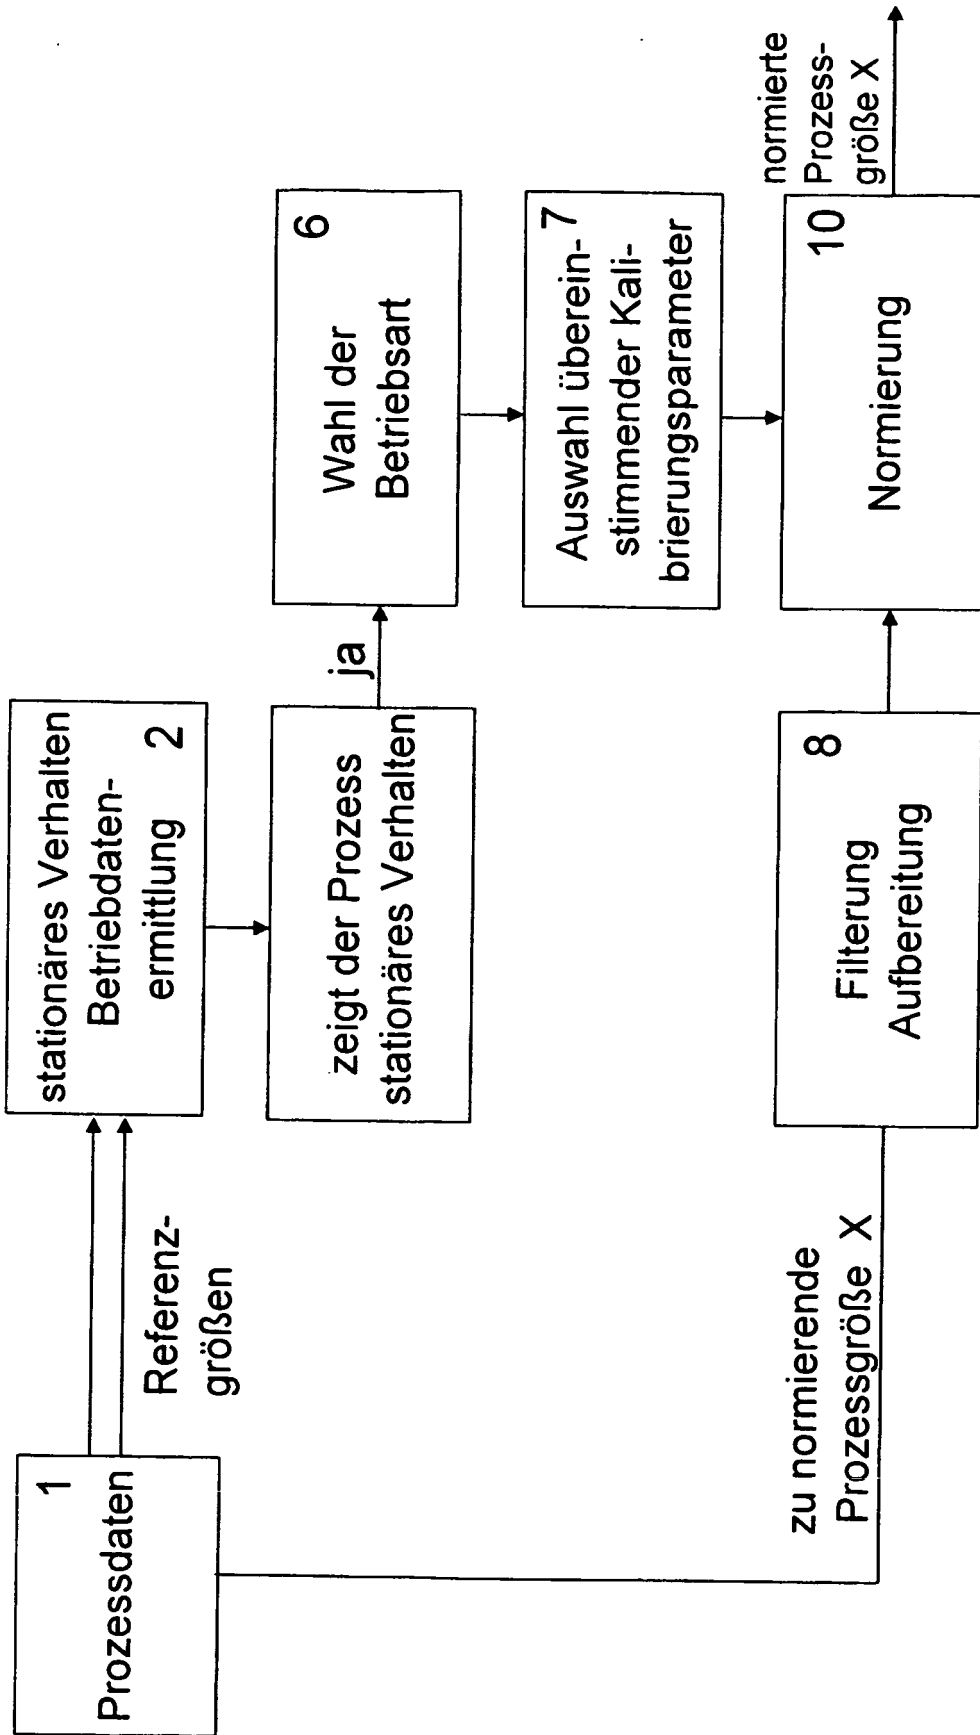 1
Prozessdaten
Referenz-
größen
stationäres Verhalten
Betriebdaten-
ermittlung 2
zeigt der Prozess
stationäres Verhalten
ja
6
Wahl der
Betriebsart
7
Auswahl überein-
stimmender Kali-
brierungsparameter
zu normierende
Prozessgröße X
8
Filterung
Aufbereitung
10
Normierung
normierte
Prozess-
größe X